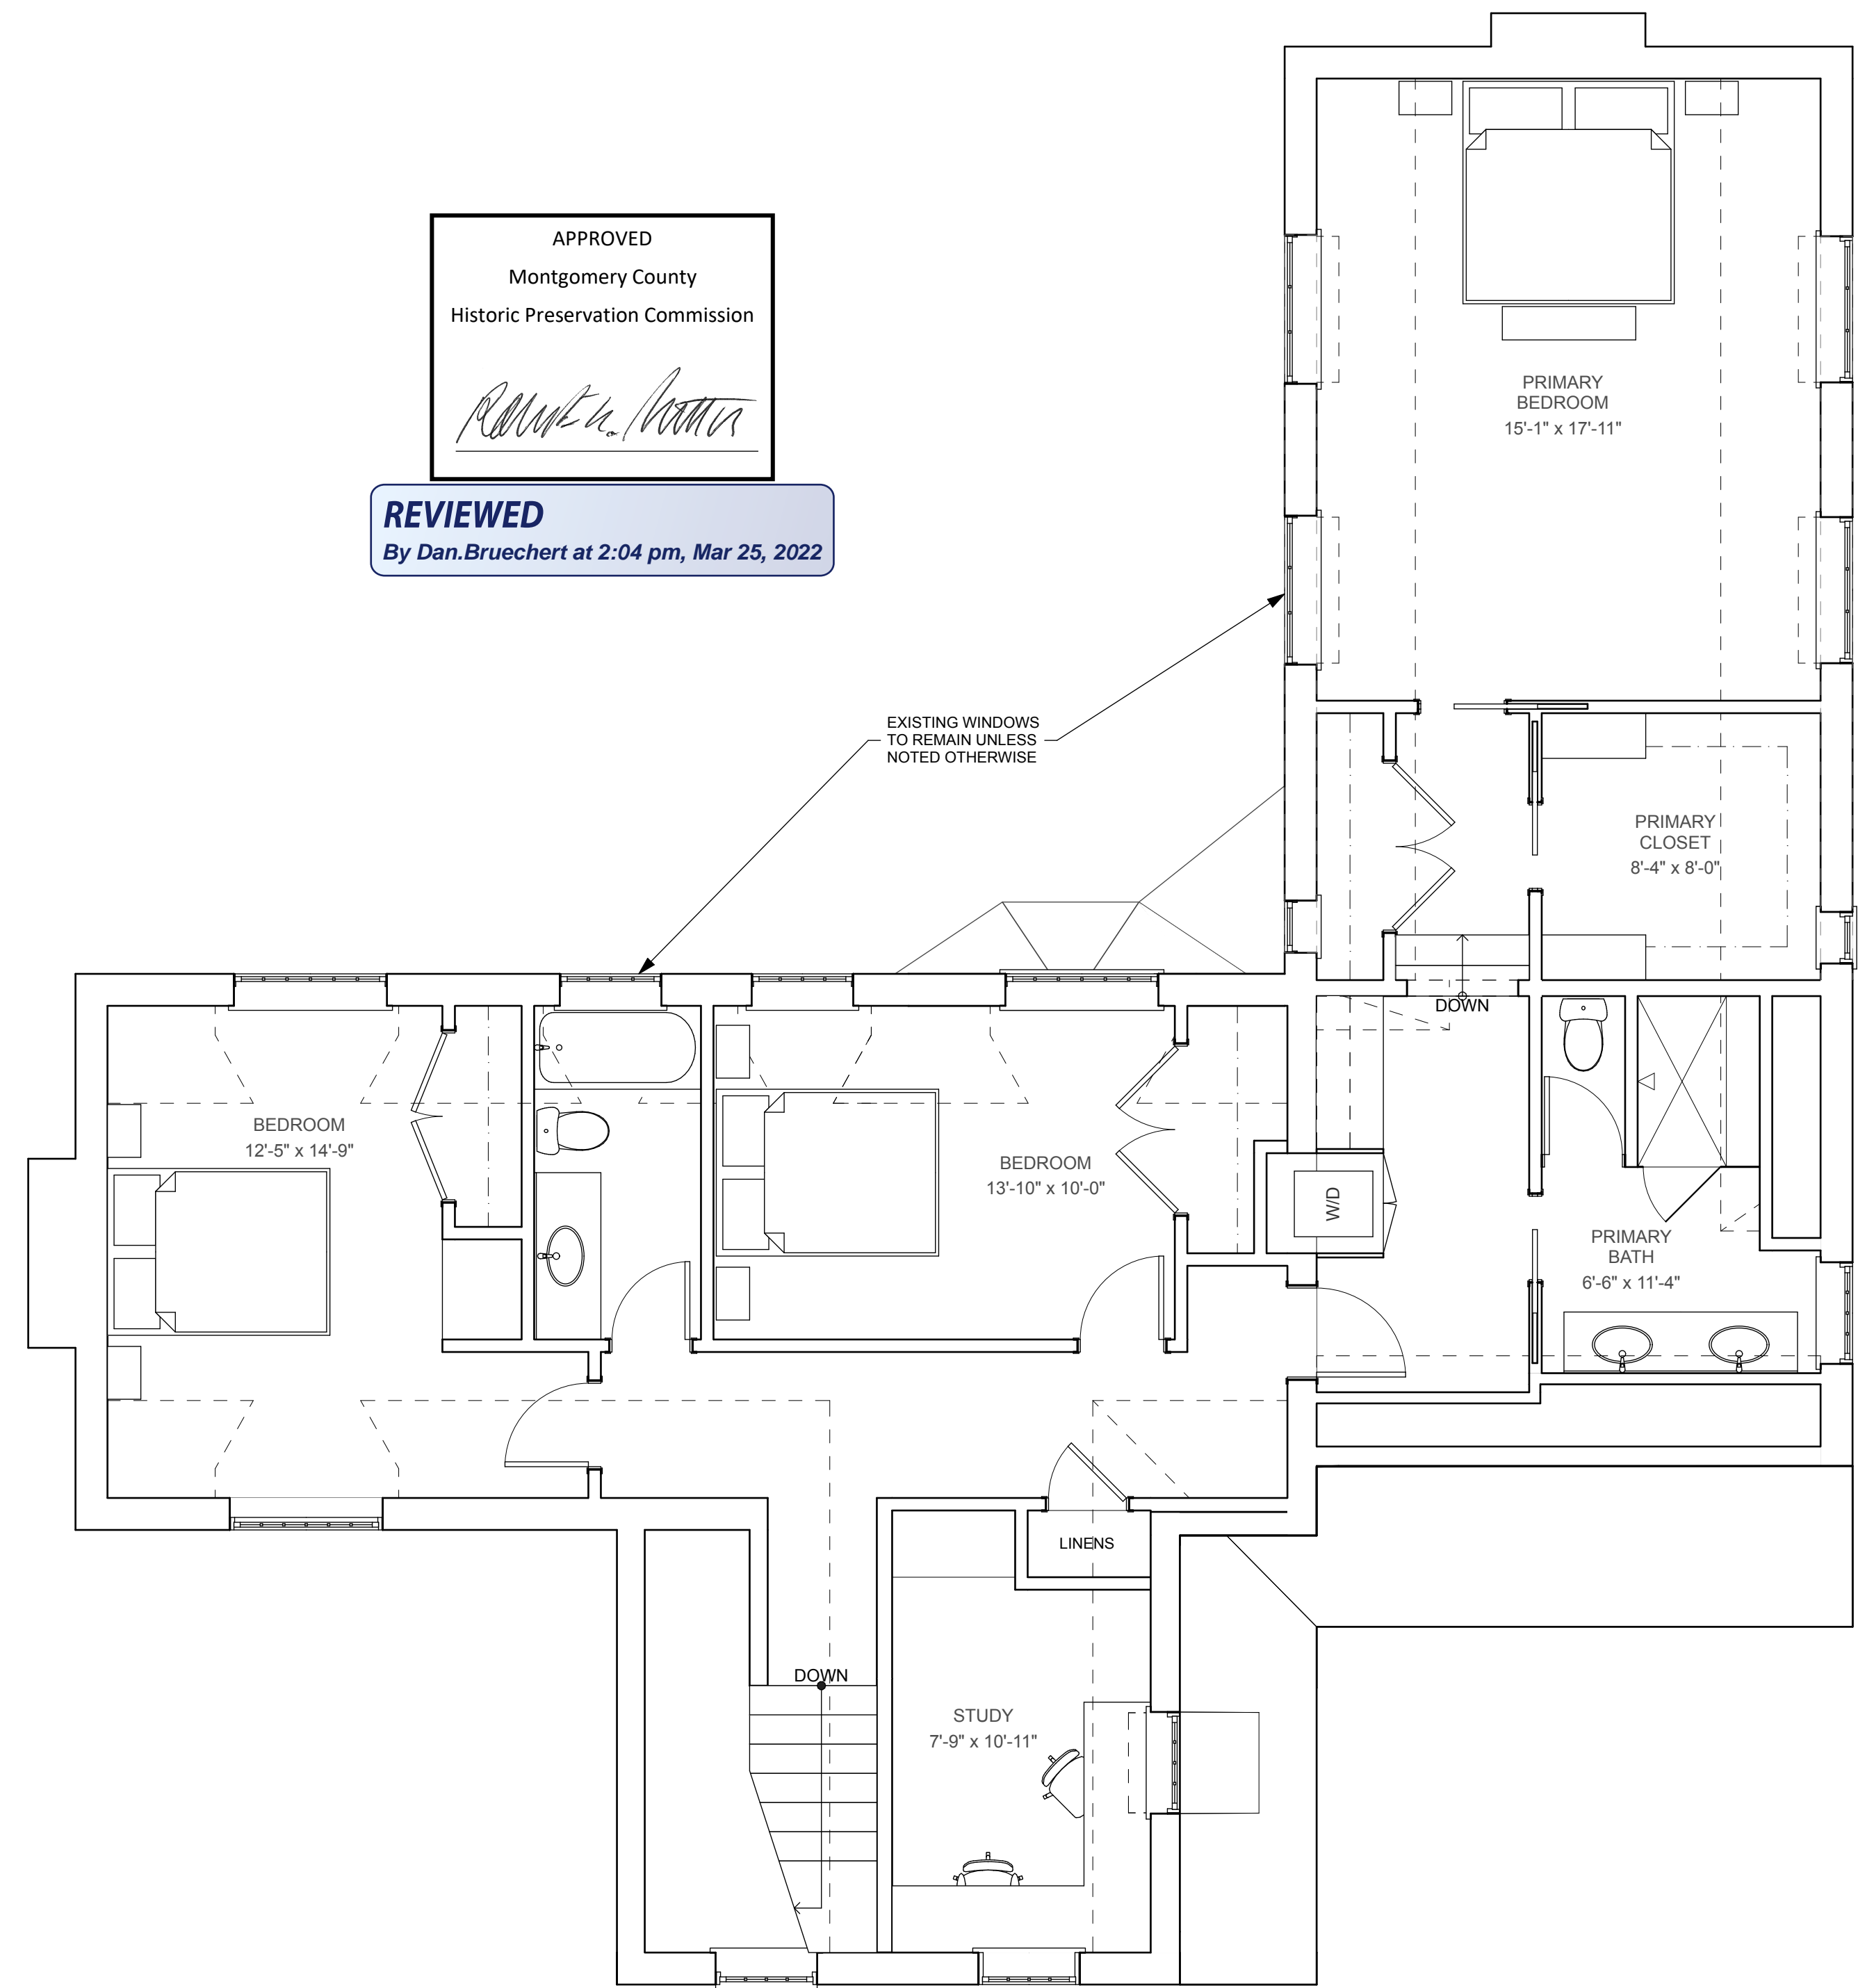 APPROVED
Montgomery County
Historic Preservation Commission
REVIEWED
By Dan.Bruechert at 2:04 pm, Mar 25, 2022
PRIMARY
BEDROOM
15'-1" x 17'-11"
EXISTING WINDOWS
TO REMAIN UNLESS
NOTED OTHERWISE
PRIMARY
CLOSET
8'-4" x 8'-0"
DOWN
BEDROOM
12'-5" x 14'-9"
BEDROOM
13'-10" x 10'-0"
W/D
PRIMARY
BATH
6'-6" x 11'-4"
LINENS
DOWN
STUDY
7'-9" x 10'-11"